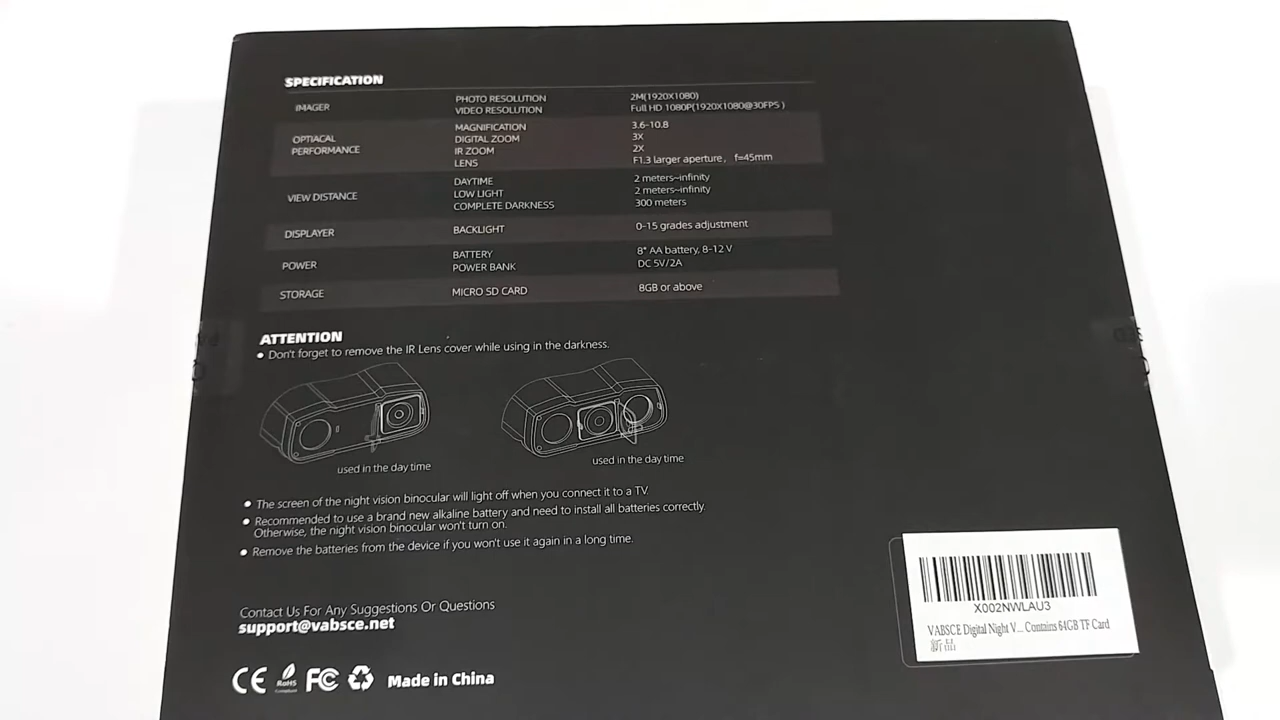 SPECIFICATION
IMAGER
PHOTO RESOLUTION 2M(1920X1080)
VIDEO RESOLUTION Full HD 1080P(1920X1080@30FPS )
OPTIACAL PERFORMANCE
MAGNIFICATION 3.6-10.8
DIGITAL ZOOM 3X
IR ZOOM 2X
LENS F1.3 larger aperture, f=45mm
VIEW DISTANCE
DAYTIME 2 meters~infinity
LOW LIGHT 2 meters~infinity
COMPLETE DARKNESS 300 meters
DISPLAYER BACKLIGHT 0-15 grades adjustment
POWER
BATTERY 8* AA battery, 8-12 V
POWER BANK DC 5V/2A
STORAGE MICRO SD CARD 8GB or above
ATTENTION
• Don't forget to remove the IR Lens cover while using in the darkness.
used in the day time
used in the day time
• The screen of the night vision binocular will light off when you connect it to a TV.
• Recommended to use a brand new alkaline battery and need to install all batteries correctly.
Otherwise, the night vision binocular won't turn on.
• Remove the batteries from the device if you won't use it again in a long time.
Contact Us For Any Suggestions Or Questions
support@vabsce.net
CE RoHS Compliant FC Made in China
X002NWLAU3
VABSCE Digital Night V... Contains 64GB TF Card
新品